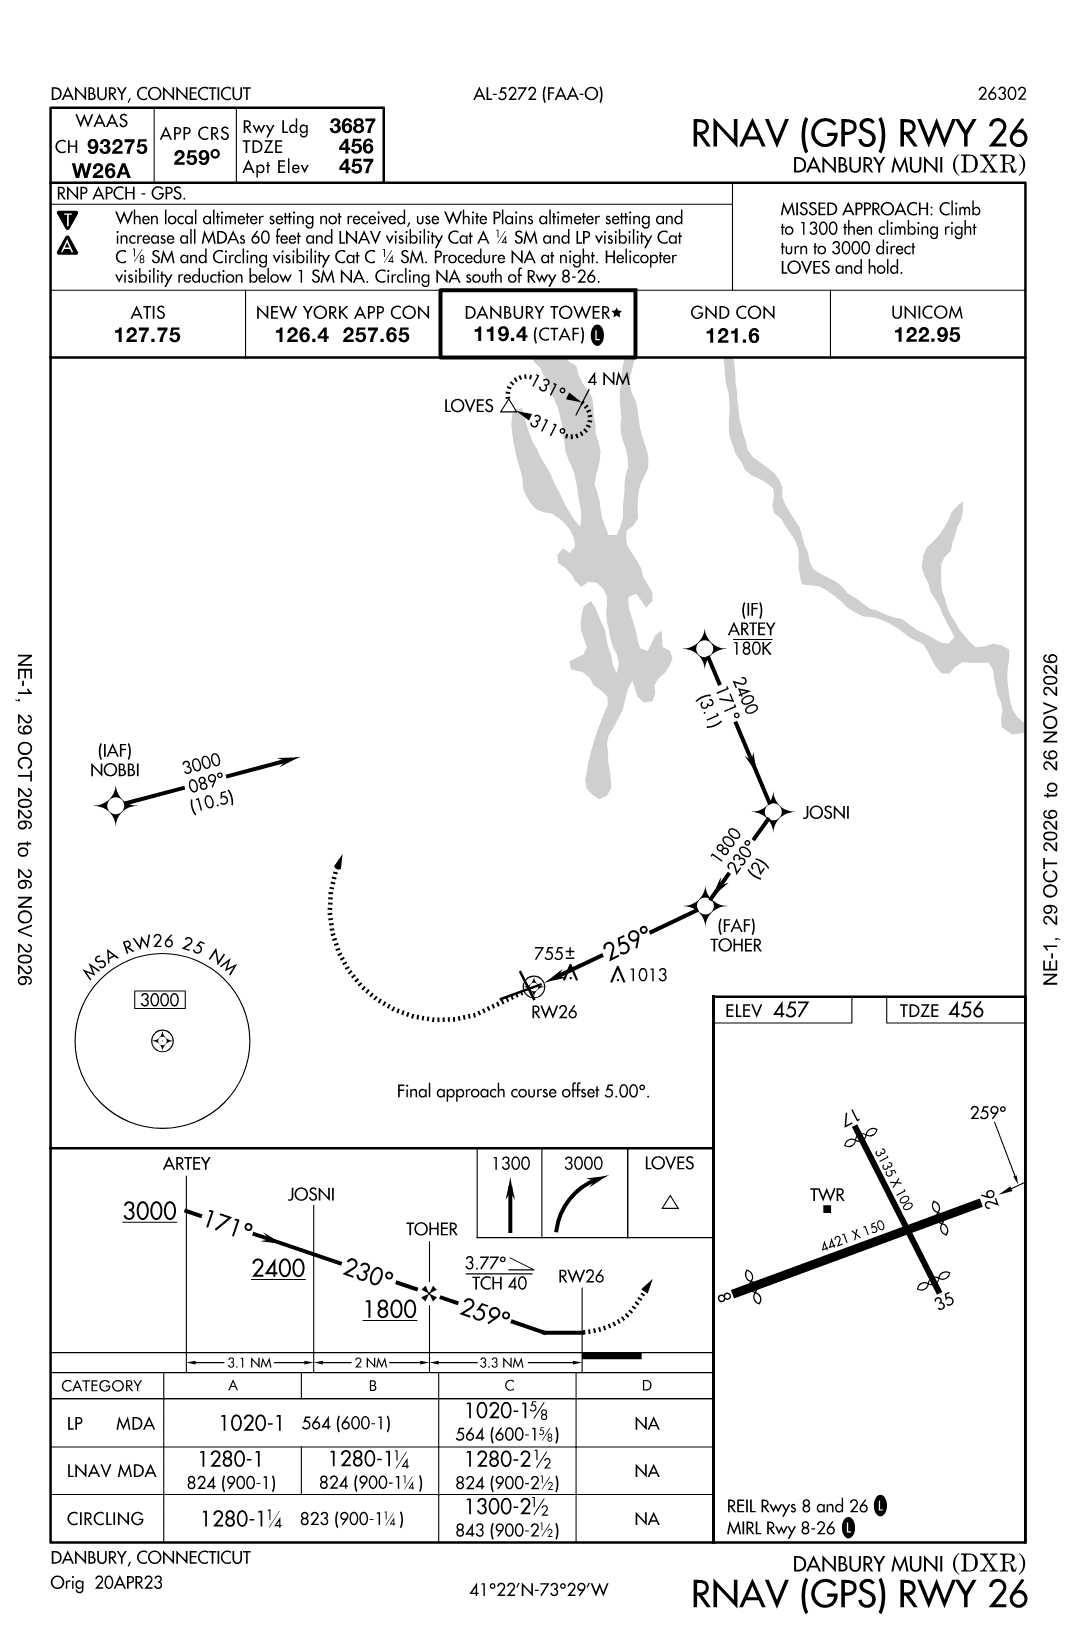 DANBURY, CONNECTICUT
AL-5272 (FAA-O)
26302
WAAS
CH 93275
W26A
APP CRS
259°
Rwy Ldg 3687
TDZE 456
Apt Elev 457
RNAV (GPS) RWY 26
DANBURY MUNI (DXR)
RNP APCH - GPS.
T
A
When local altimeter setting not received, use White Plains altimeter setting and
increase all MDAs 60 feet and LNAV visibility Cat A ¼ SM and LP visibility Cat
C ⅛ SM and Circling visibility Cat C ¼ SM. Procedure NA at night. Helicopter
visibility reduction below 1 SM NA. Circling NA south of Rwy 8-26.
MISSED APPROACH: Climb
to 1300 then climbing right
turn to 3000 direct
LOVES and hold.
ATIS
127.75
NEW YORK APP CON
126.4 257.65
DANBURY TOWER★
119.4 (CTAF) L
GND CON
121.6
UNICOM
122.95
4 NM
131°
LOVES
311°
(IF)
ARTEY
180K
2400
171°
(3.1)
(IAF)
NOBBI
3000
089°
(10.5)
JOSNI
1800
230°
(2)
(FAF)
TOHER
259°
755±
1013
RW26
MSA RW26 25 NM
3000
Final approach course offset 5.00°.
ELEV 457
TDZE 456
259°
17
3135 X 100
TWR
26
4421 X 150
8
35
REIL Rwys 8 and 26 L
MIRL Rwy 8-26 L
ARTEY
JOSNI
TOHER
RW26
1300
3000
LOVES
3000
171°
2400
230°
1800
259°
3.77°
TCH 40
3.1 NM
2 NM
3.3 NM
CATEGORY A B C D
LP MDA 1020-1 564 (600-1) 1020-1⅝ NA
564 (600-1⅝)
LNAV MDA 1280-1 1280-1¼ 1280-2½ NA
824 (900-1) 824 (900-1¼) 824 (900-2½)
CIRCLING 1280-1¼ 823 (900-1¼) 1300-2½ NA
843 (900-2½)
DANBURY, CONNECTICUT
Orig 20APR23
41°22'N-73°29'W
DANBURY MUNI (DXR)
RNAV (GPS) RWY 26
NE-1, 29 OCT 2026 to 26 NOV 2026
NE-1, 29 OCT 2026 to 26 NOV 2026